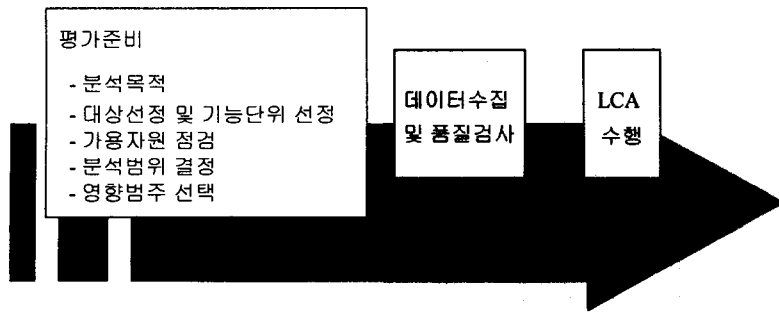 평가준비
- 분석목적
- 대상선정 및 기능단위 선정
- 가용자원 점검
- 분석범위 결정
- 영향범주 선택
데이터수집
및 품질검사
LCA
수행